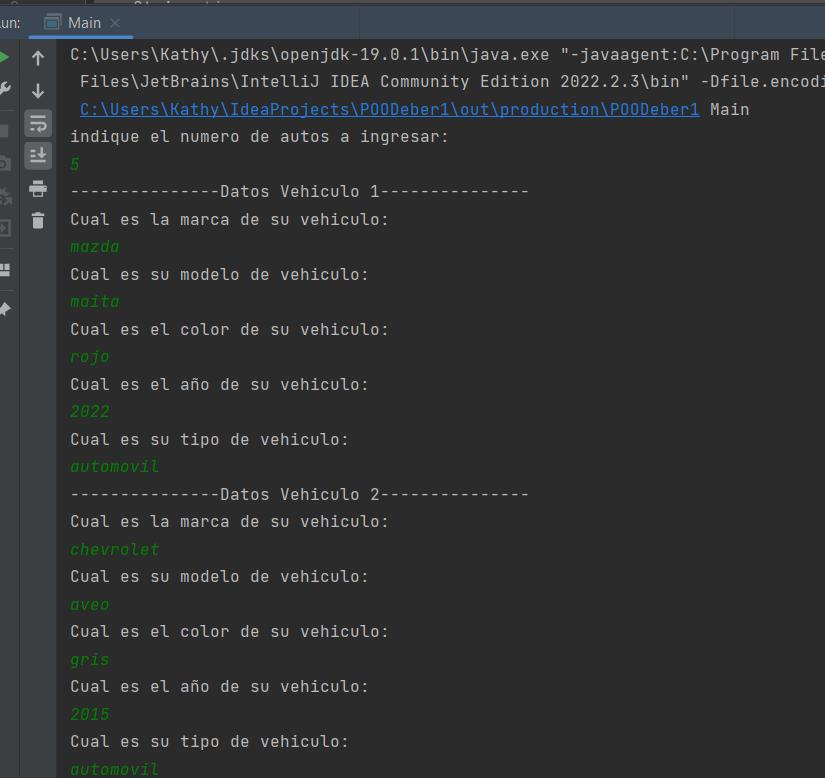 un:
Main
C:\Users\Kathy\.jdks\openjdk-19.0.1\bin\java.exe "-javaagent:C:\Program File
Files\JetBrains\IntelliJ IDEA Community Edition 2022.2.3\bin" -Dfile.encodi
C:\Users\Kathy\IdeaProjects\POODeber1\out\production\POODeber1 Main
indique el numero de autos a ingresar:
5
---------------Datos Vehiculo 1---------------
Cual es la marca de su vehiculo:
mazda
Cual es su modelo de vehiculo:
maita
Cual es el color de su vehiculo:
rojo
Cual es el año de su vehiculo:
2022
Cual es su tipo de vehiculo:
automovil
---------------Datos Vehiculo 2---------------
Cual es la marca de su vehiculo:
chevrolet
Cual es su modelo de vehiculo:
aveo
Cual es el color de su vehiculo:
gris
Cual es el año de su vehiculo:
2015
Cual es su tipo de vehiculo:
automovil